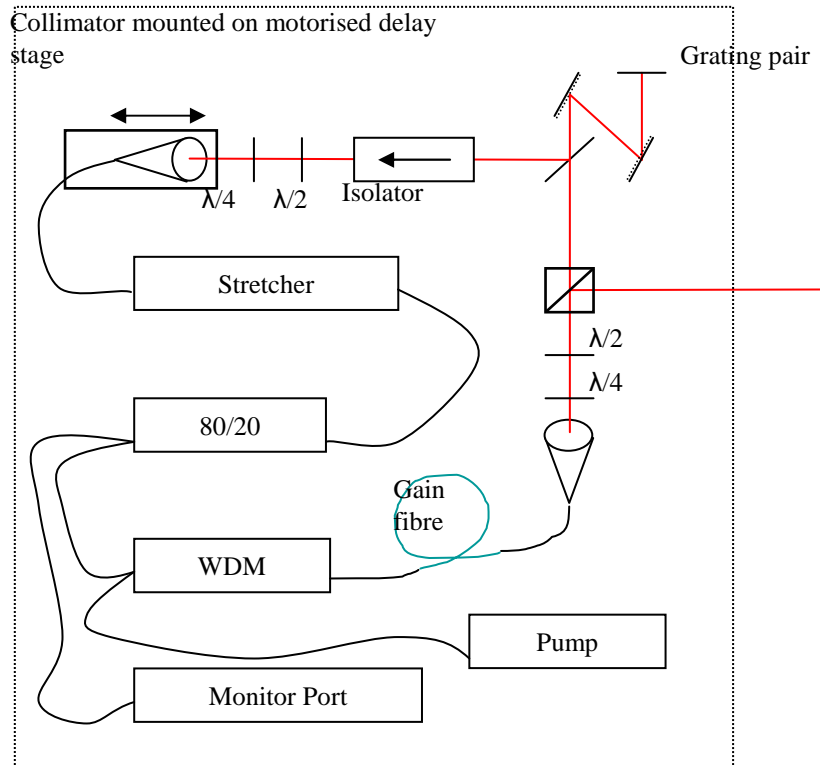 Collimator mounted on motorised delay
stage
Grating pair
λ/4
λ/2
Isolator
Stretcher
λ/2
λ/4
80/20
Gain
fibre
WDM
Pump
Monitor Port